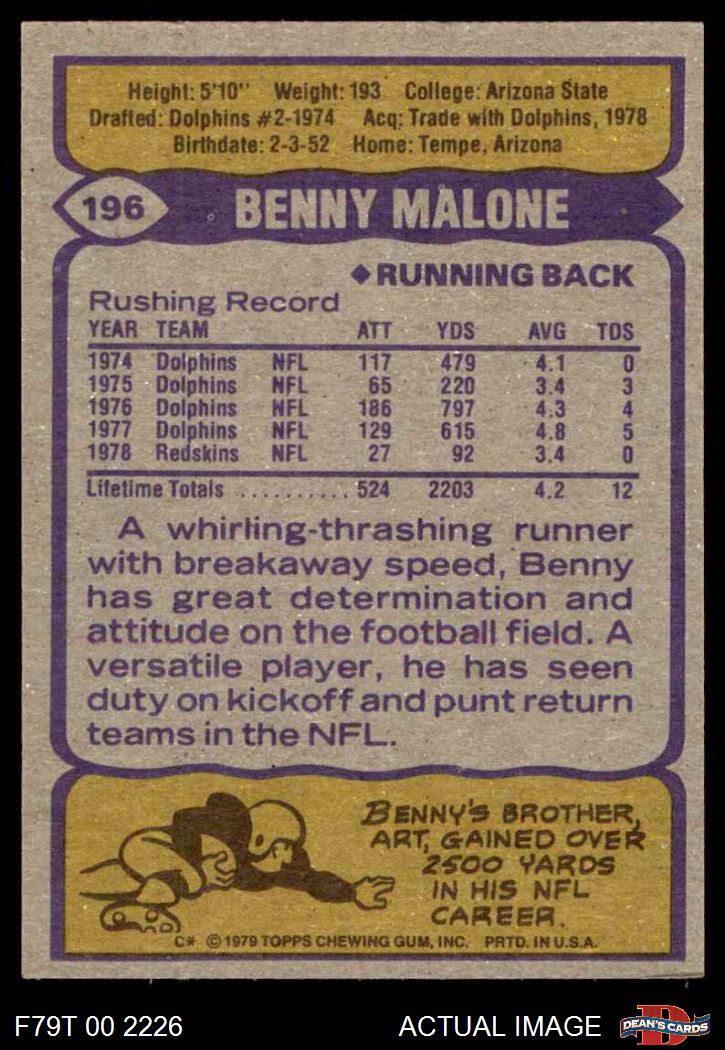 Height: 5'10" Weight: 193 College: Arizona State
Drafted: Dolphins #2-1974 Acq: Trade with Dolphins, 1978
Birthdate: 2-3-52 Home: Tempe, Arizona
196 BENNY MALONE
◆RUNNING BACK
Rushing Record
YEAR TEAM ATT YDS AVG TDS
1974 Dolphins NFL 117 479 4.1 0
1975 Dolphins NFL 65 220 3.4 3
1976 Dolphins NFL 186 797 4.3 4
1977 Dolphins NFL 129 615 4.8 5
1978 Redskins NFL 27 92 3.4 0
Lifetime Totals .......... 524 2203 4.2 12
A whirling-thrashing runner
with breakaway speed, Benny
has great determination and
attitude on the football field. A
versatile player, he has seen
duty on kickoff and punt return
teams in the NFL.
BENNY'S BROTHER,
ART, GAINED OVER
2500 YARDS
IN HIS NFL
CAREER.
C* ©1979 TOPPS CHEWING GUM, INC. PRTD. IN U.S.A.
F79T 00 2226 ACTUAL IMAGE D DEAN'S CARDS